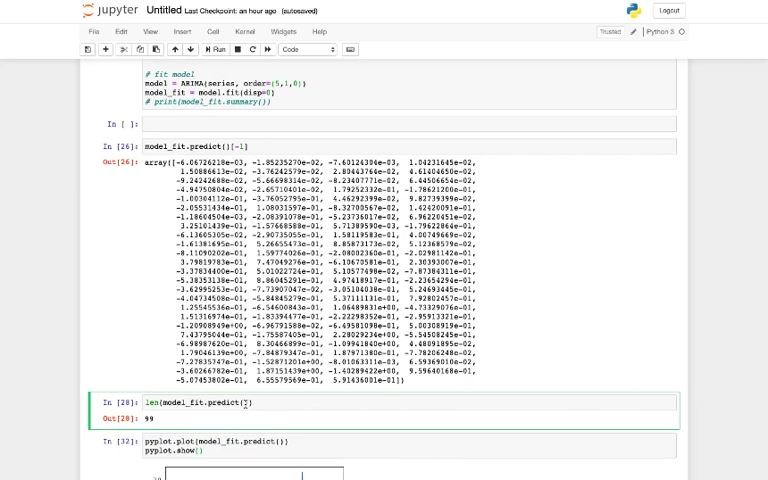 jupyter Untitled Last Checkpoint: an hour ago (autosaved)
Logout
File Edit View Insert Cell Kernel Widgets Help
Trusted Python 3
Run Code
# fit model
model = ARIMA(series, order=(5,1,0))
model_fit = model.fit(disp=0)
# print(model_fit.summary())
In [ ]:
In [26]: model_fit.predict()[-1]
Out[26]: array([-6.06726218e-03, -1.85235270e-02, -7.60124304e-03, 1.04231645e-02,
1.50886613e-02, -3.76242579e-02, 2.80443764e-02, 4.61404650e-02,
-9.24242688e-02, -5.66698314e-02, -8.23407771e-02, 6.44506654e-02,
-4.94750804e-02, -2.65710401e-02, 1.79252332e-01, -1.78621200e-01,
-1.00304112e-01, -3.76052795e-01, 4.46292399e-02, 9.82739399e-02,
-2.05531434e-01, 1.08031597e-01, -8.32700567e-02, 1.42420091e-01,
-1.18604503e-03, -2.08391078e-01, -5.23736017e-02, 6.96220451e-02,
3.25101439e-01, -1.57668588e-01, 5.71389590e-03, -1.79622864e-01,
-6.13605305e-02, -2.90735055e-01, 1.58119583e-01, 4.00749669e-02,
-1.61381695e-01, 5.26655473e-01, 8.85873173e-02, 5.12368579e-02,
-8.11090202e-01, 1.59774026e-01, -2.08002360e-01, -2.02981142e-01,
3.79819783e-01, 7.47049276e-01, -6.10670581e-01, 2.30393007e-01,
-3.37834400e-01, 5.01022724e-01, 5.10577498e-02, -7.87384311e-01,
-5.38353138e-01, 8.86045291e-01, 4.97418917e-01, -2.23654294e-01,
-3.62995253e-01, -7.73907047e-02, -3.05104038e-01, 5.24693445e-01,
-4.04734508e-01, -5.84845279e-01, 5.37111131e-01, 7.92802457e-01,
1.25545536e-01, -6.54600843e-01, 1.06489831e+00, -4.73329076e-01,
1.51316974e-01, -1.83394477e-01, -2.22298352e-01, -2.95913321e-01,
-1.20908949e+00, -6.96791588e-02, -6.49581098e-01, 5.00308919e-01,
7.43795044e-01, -1.75587405e-01, 2.28029234e+00, -5.54508245e-01,
-6.98987620e-01, 8.30466899e-01, -1.09941840e+00, 4.48091895e-01,
1.79046139e+00, -7.84879347e-01, 1.87971380e-01, -7.78206248e-02,
-7.27835747e-01, -1.52871201e+00, -8.01063311e-03, 6.59369010e-02,
-3.60266782e-01, 1.87151439e+00, -1.40289422e+00, 9.59640168e-01,
-5.07453802e-01, 6.55579569e-01, 5.91436001e-01])
In [28]: len(model_fit.predict())
Out[28]: 99
In [32]: pyplot.plot(model_fit.predict())
pyplot.show()